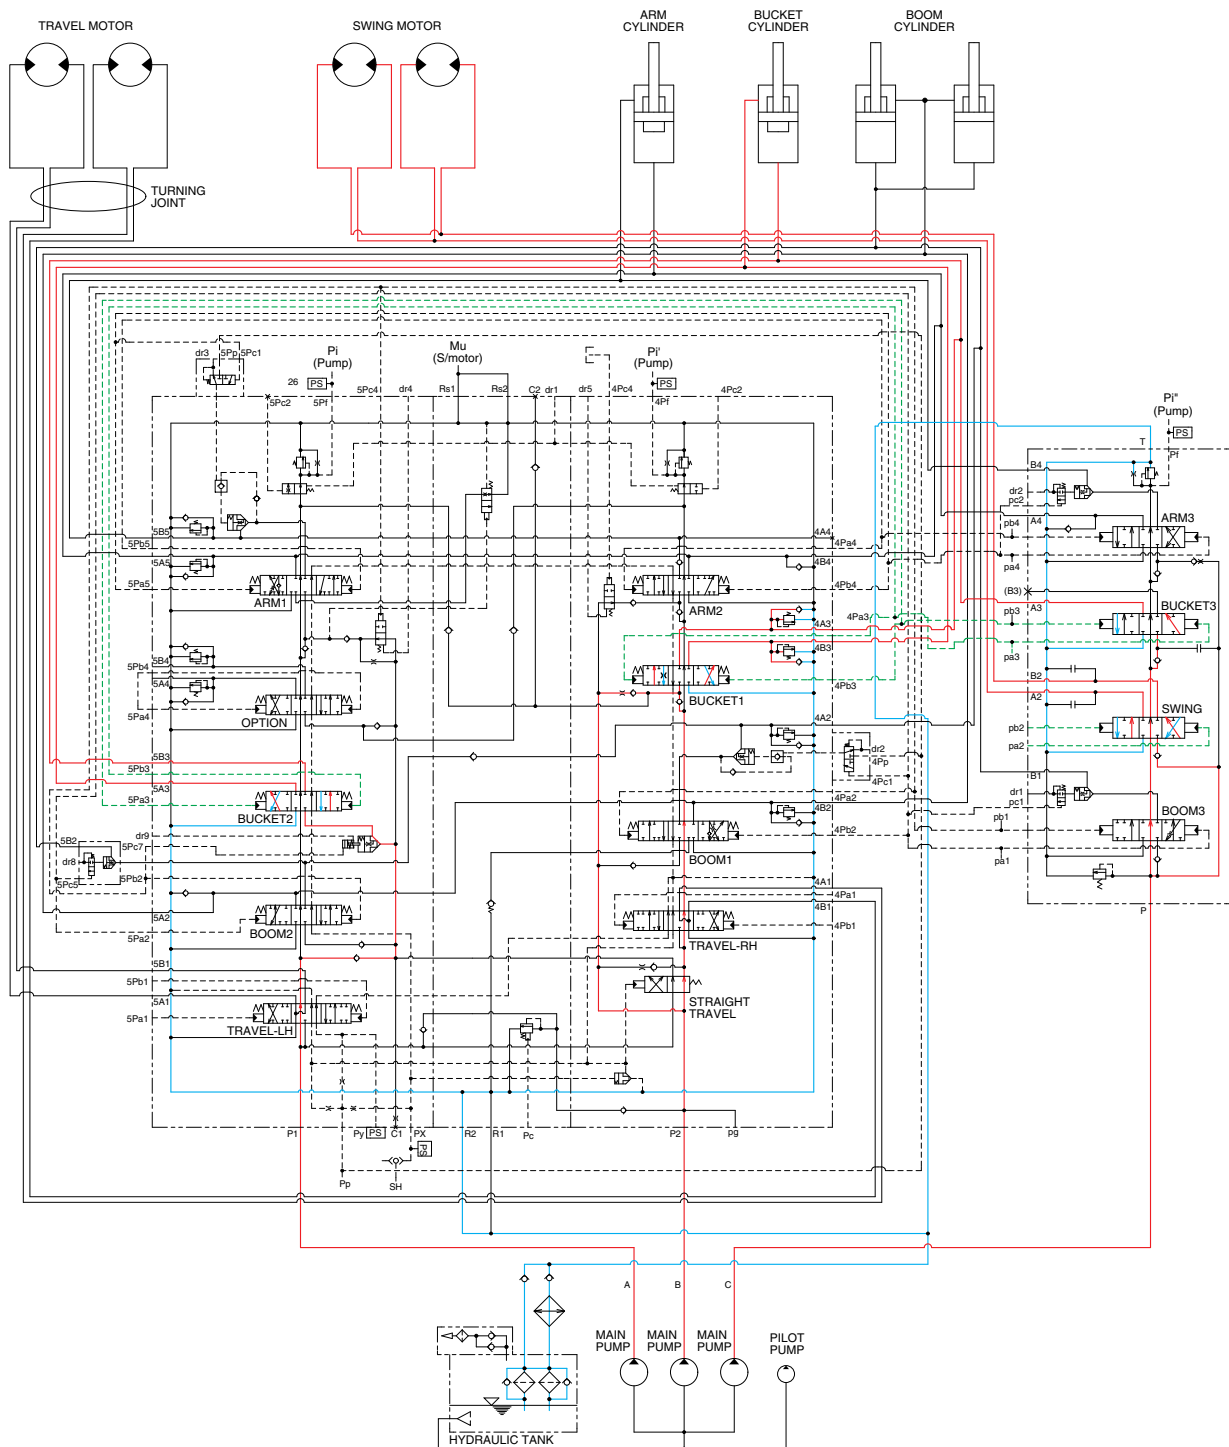 TRAVEL MOTOR
SWING MOTOR
ARM
CYLINDER
BUCKET
CYLINDER
BOOM
CYLINDER
TURNING
JOINT
dr3
5Pp
5Pc1
26
Pi
(Pump)
PS
5Pc2
5Pf
5Pc4
dr4
Mu
(S/motor)
Rs1
Rs2
C2
dr1
dr5
4Pc4
Pi'
(Pump)
PS
4Pf
4Pc2
Pi"
(Pump)
PS
T
Pf
B4
dr2
pc2
pb4
A4
ARM3
pa4
(B3)
A3
pb3
BUCKET3
pa3
B2
A2
SWING
pb2
pa2
B1
dr1
pc1
pb1
BOOM3
pa1
P
5B5
5Pb5
5A5
5Pa5
ARM1
4A4
4Pa4
4B4
4Pb4
ARM2
4Pa3
4A3
4B3
4Pb3
BUCKET1
5B4
5Pb4
5A4
5Pa4
OPTION
5B3
5Pb3
5A3
5Pa3
BUCKET2
dr9
5Pc7
5B2
dr8
5Pc5
5Pb2
5A2
5Pa2
BOOM2
4A2
dr2
4Pp
4Pc1
4Pa2
4B2
4Pb2
BOOM1
4A1
4Pa1
4B1
4Pb1
TRAVEL-RH
5B1
5Pb1
5A1
5Pa1
TRAVEL-LH
STRAIGHT
TRAVEL
P1
Py
PS
C1
PX
PS
R2
R1
Pc
P2
pg
Pp
SH
A
B
C
MAIN
PUMP
MAIN
PUMP
MAIN
PUMP
PILOT
PUMP
HYDRAULIC TANK